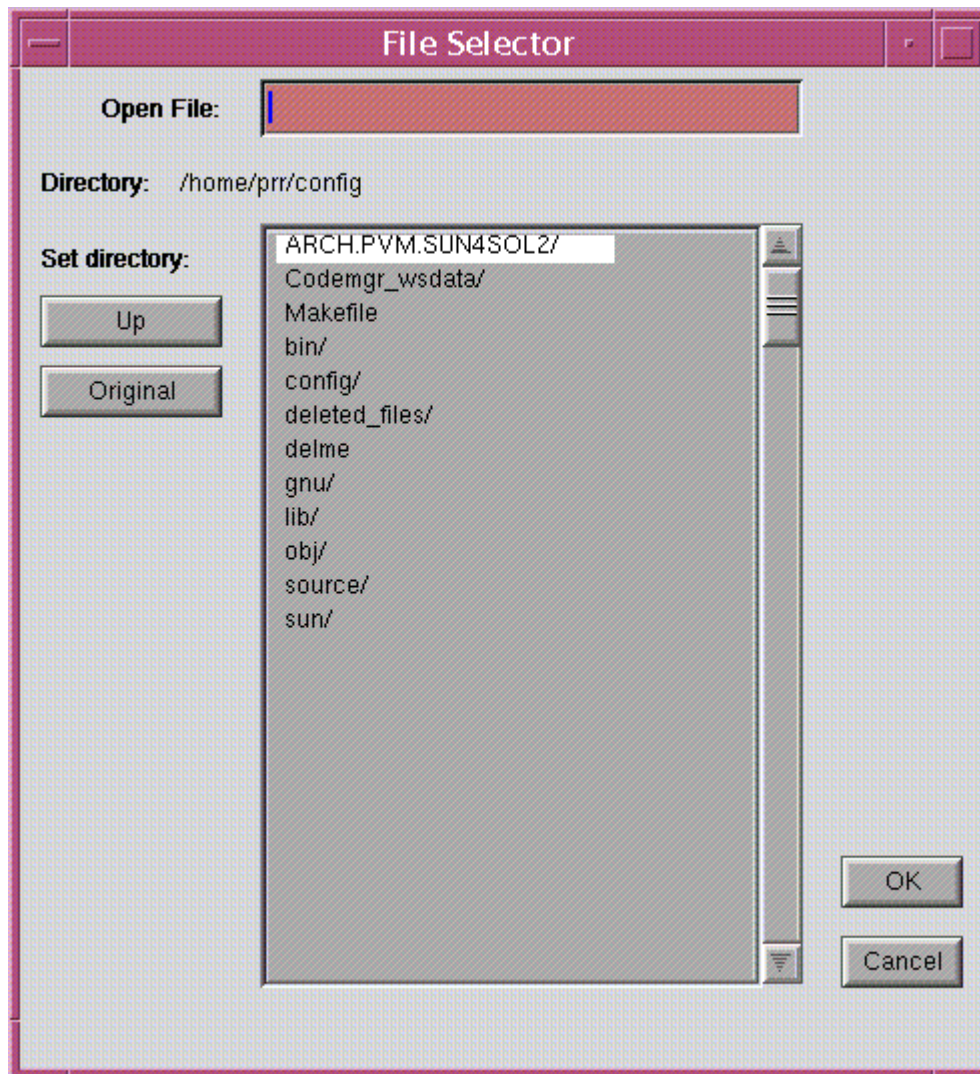 File Selector
Open File:
Directory: /home/prr/config
Set directory:
Up
Original
ARCH.PVM.SUN4SOL2/
Codemgr_wsdata/
Makefile
bin/
config/
deleted_files/
delme
gnu/
lib/
obj/
source/
sun/
OK
Cancel